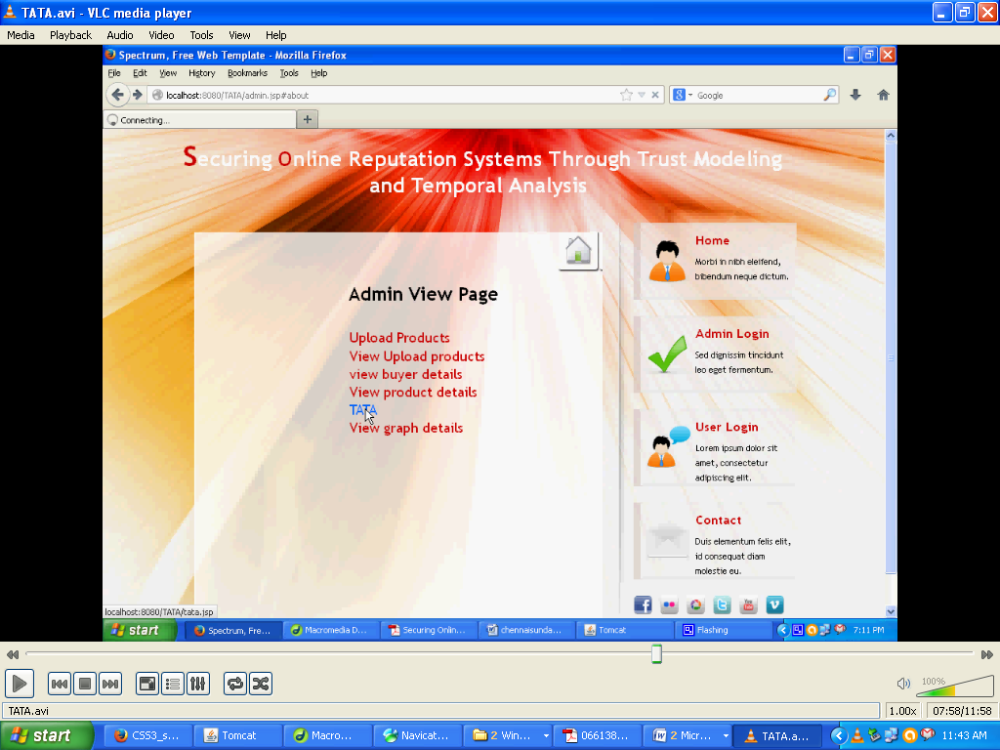 TATA.avi - VLC media player
Media Playback Audio Video Tools View Help
Spectrum, Free Web Template - Mozilla Firefox
File Edit View History Bookmarks Tools Help
localhost:8080/TATA/admin.jsp#about
Google
Connecting...
Securing Online Reputation Systems Through Trust Modeling
and Temporal Analysis
Admin View Page
Upload Products
View Upload products
view buyer details
View product details
TATA
View graph details
Home
Morbi in nibh eleifend,
bibendum neque dictum.
Admin Login
Sed dignissim tincidunt
leo eget fermentum.
User Login
Lorem ipsum dolor sit
amet, consectetur
adipiscing elit.
Contact
Duis elementum felis elit,
id consequat diam
molestie eu.
localhost:8080/TATA/tata.jsp
start Spectrum, Fre... Macromedia D... Securing Onlin... chennaisunda... Tomcat Flashing 7:11 PM
100%
TATA.avi 1.00x 07:58/11:58
start CSS3_s... Tomcat Macro... Navicat... 2 Win... 066138... 2 Micr... TATA.a... 11:43 AM